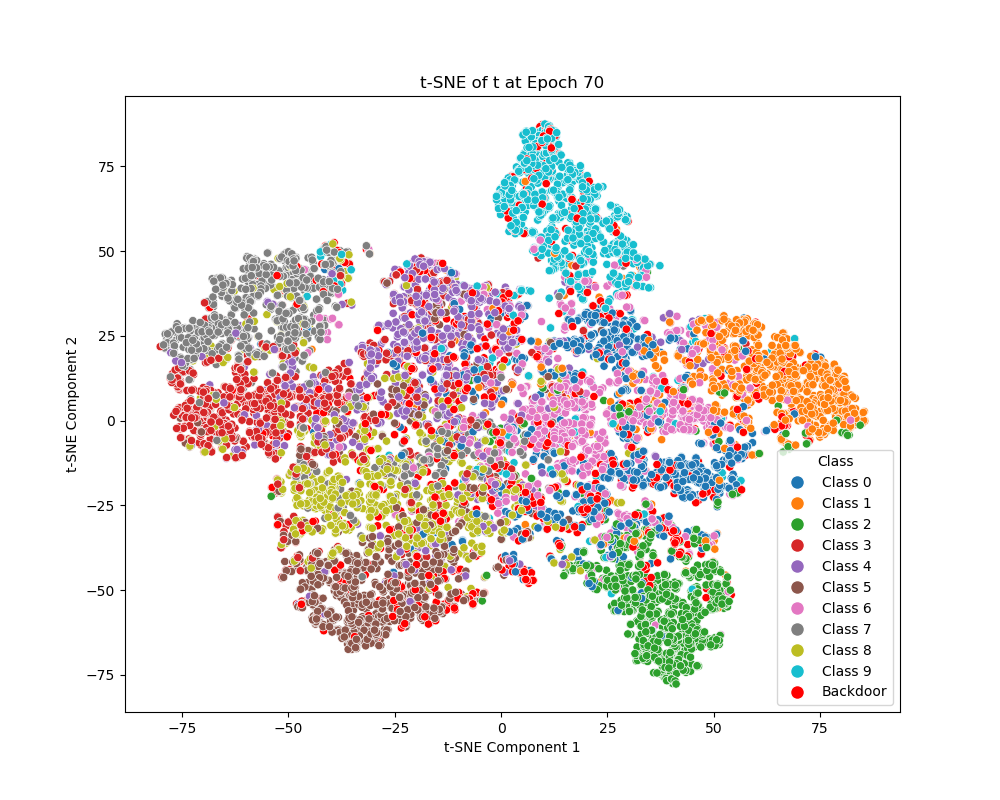 t-SNE of t at Epoch 70
t-SNE Component 2
75
50
25
0
−25
−50
−75
−75
−50
−25
0
25
50
75
t-SNE Component 1
Class
Class 0
Class 1
Class 2
Class 3
Class 4
Class 5
Class 6
Class 7
Class 8
Class 9
Backdoor